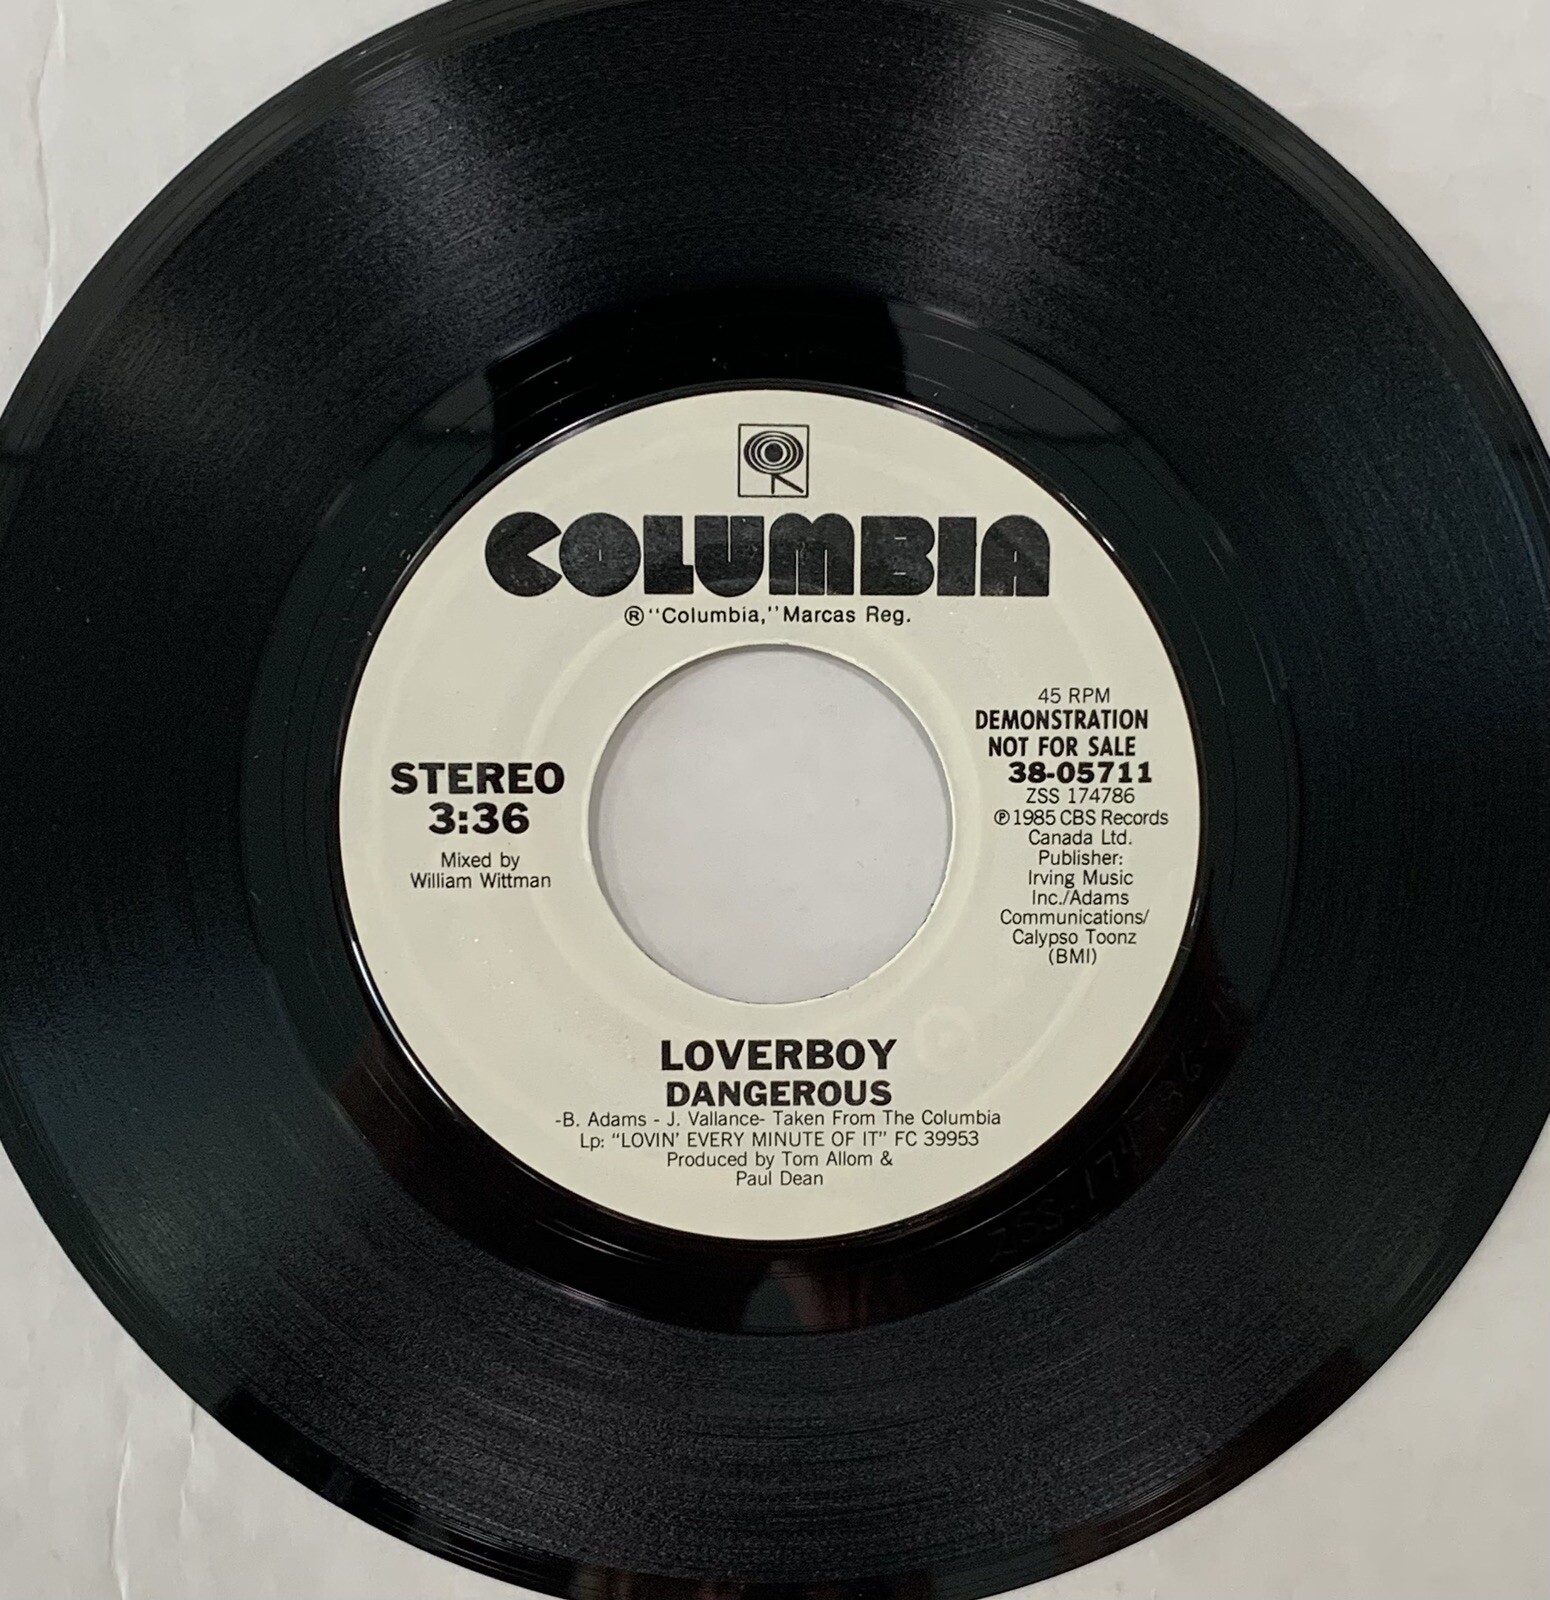 COLUMBIA
® "Columbia," Marcas Reg.
STEREO
3:36
Mixed by
William Wittman
45 RPM
DEMONSTRATION
NOT FOR SALE
38-05711
ZSS 174786
℗ 1985 CBS Records
Canada Ltd.
Publisher:
Irving Music
Inc./Adams
Communications/
Calypso Toonz
(BMI)
LOVERBOY
DANGEROUS
-B. Adams - J. Vallance- Taken From The Columbia
Lp: "LOVIN' EVERY MINUTE OF IT" FC 39953
Produced by Tom Allom &
Paul Dean